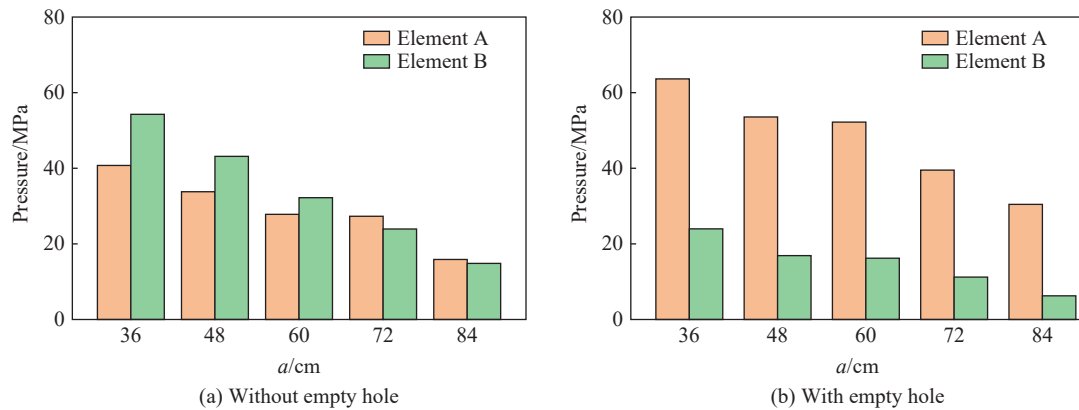 80
60
40
20
0
Pressure/MPa
Element A
Element B
36 48 60 72 84
a/cm
(a) Without empty hole
80
60
40
20
0
Pressure/MPa
Element A
Element B
36 48 60 72 84
a/cm
(b) With empty hole